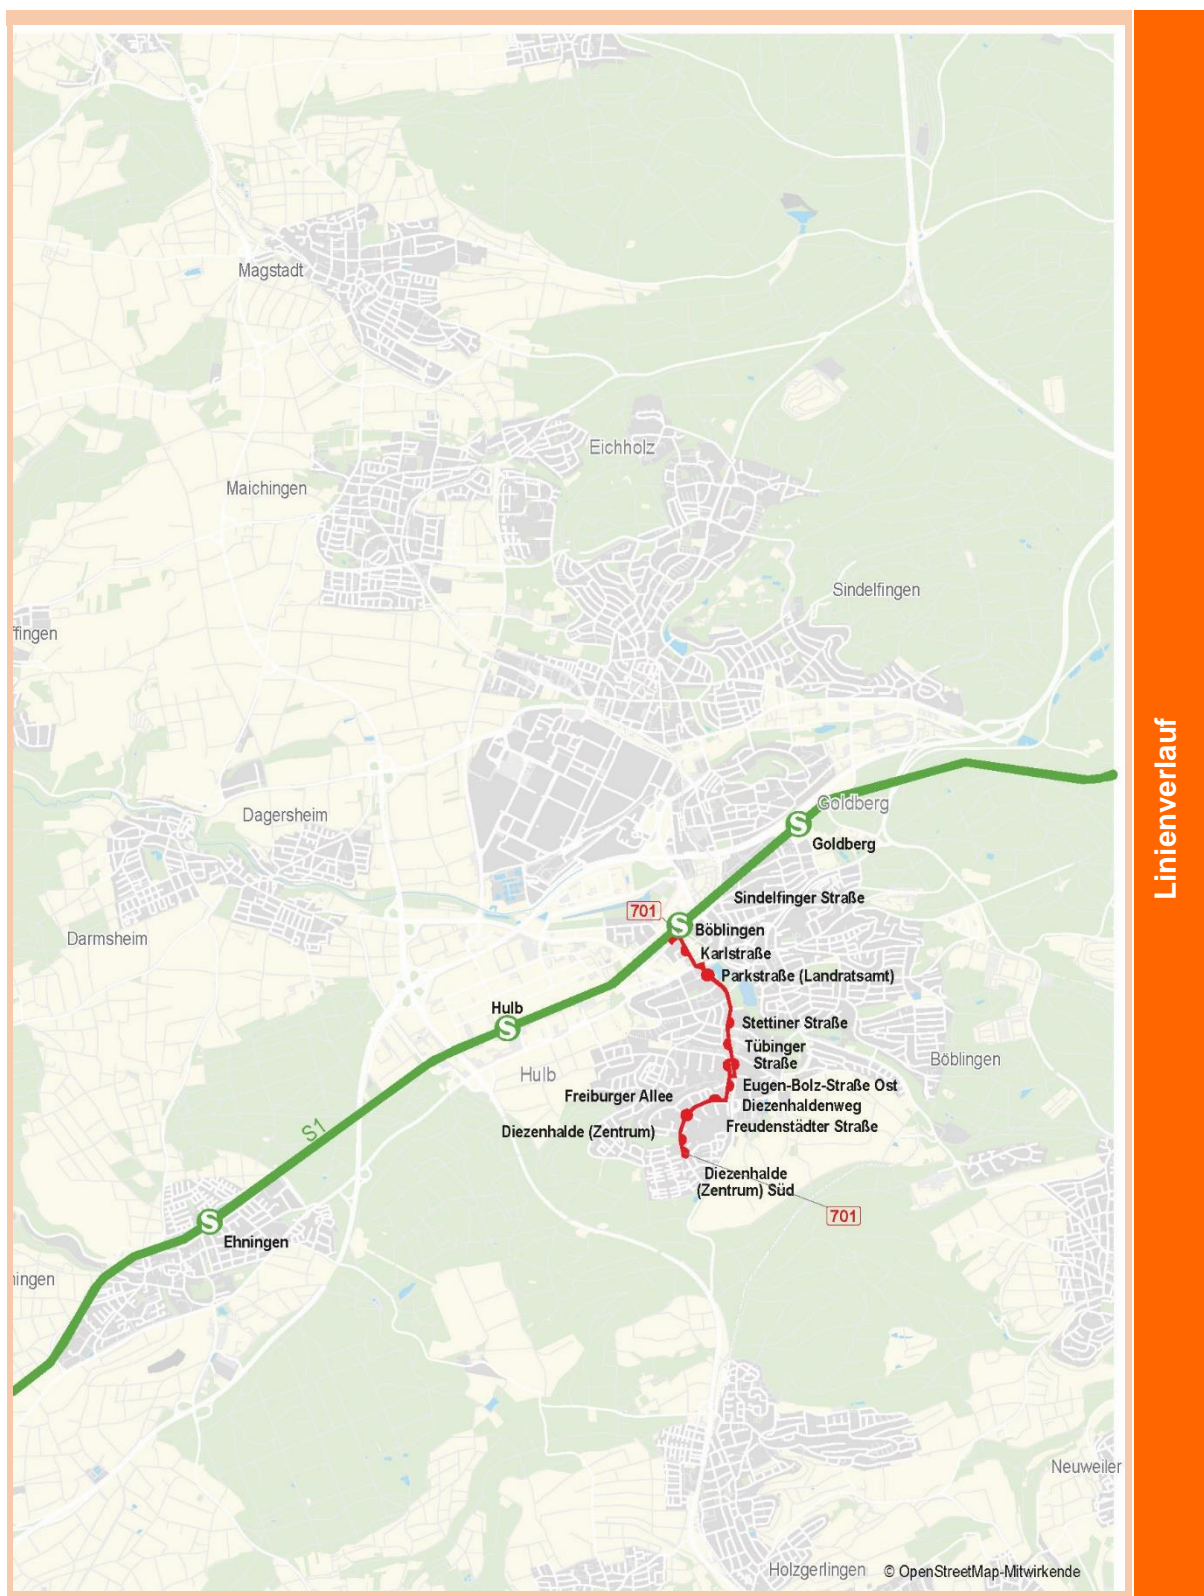 Magstadt
Eichholz
Maichingen
Sindelfingen
ffingen
Goldberg
Dagersheim
Goldberg
Sindelfinger Straße
701
Böblingen
Darmsheim
Karlstraße
Parkstraße (Landratsamt)
Hulb
Stettiner Straße
Tübinger
Straße
Böblingen
Hulb
Eugen-Bolz-Straße Ost
Freiburger Allee
Diezenhaldenweg
Freudenstädter Straße
Diezenhalde (Zentrum)
S1
Diezenhalde
(Zentrum) Süd
701
Ehningen
ningen
Neuweiler
Holzgerlingen
© OpenStreetMap-Mitwirkende
Linienverlauf
S
S
S
S